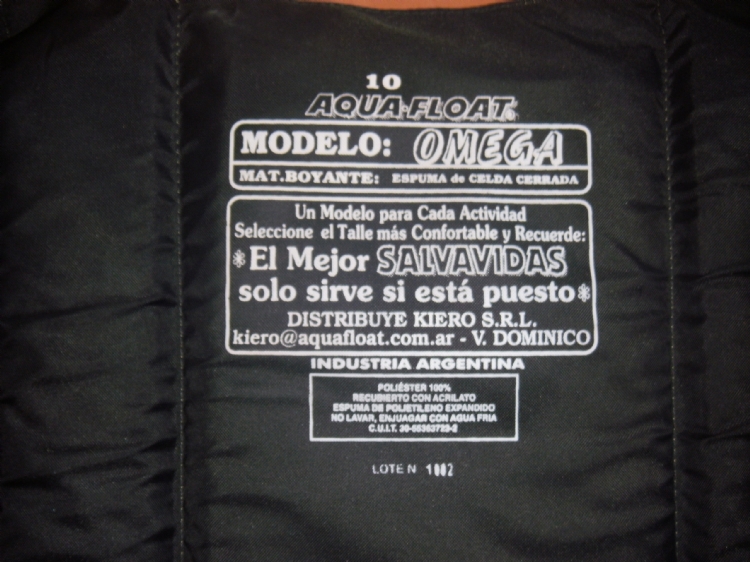 10
AQUA•FLOAT®
MODELO: OMEGA
MAT.BOYANTE: ESPUMA de CELDA CERRADA
Un Modelo para Cada Actividad
Seleccione el Talle más Confortable y Recuerde:
El Mejor SALVAVIDAS
solo sirve si está puesto
DISTRIBUYE KIERO S.R.L.
kiero@aquafloat.com.ar - V. DOMINICO
INDUSTRIA ARGENTINA
POLIÉSTER 100%
RECUBIERTO CON ACRILATO
ESPUMA DE POLIETILENO EXPANDIDO
NO LAVAR, ENJUAGAR CON AGUA FRIA
C.U.I.T.
LOTE N 1002